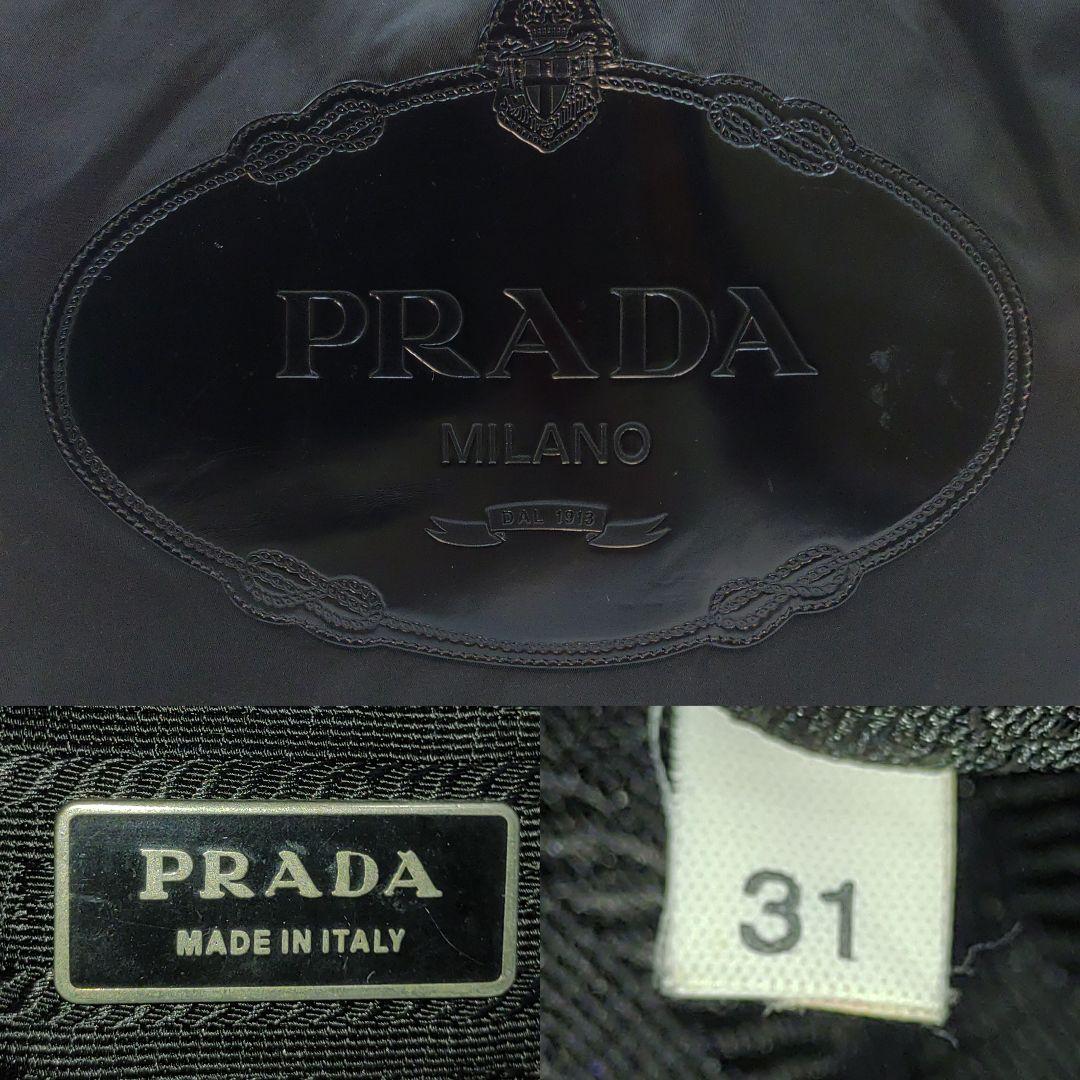 PRADA
MILANO
DAL 1913
PRADA
MADE IN ITALY
31